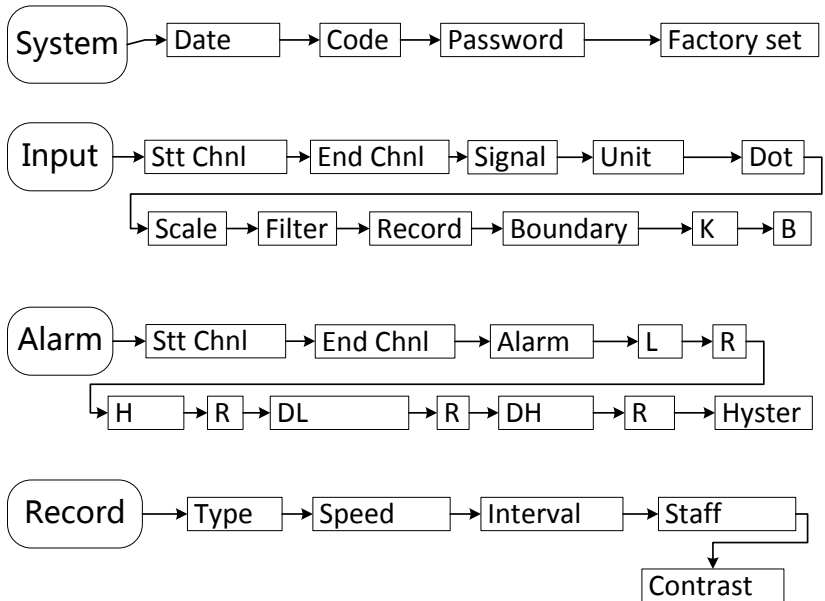 System Date Code Password Factory set
Input Stt Chnl End Chnl Signal Unit Dot
Scale Filter Record Boundary K B
Alarm Stt Chnl End Chnl Alarm L R
H R DL R DH R Hyster
Record Type Speed Interval Staff
Contrast